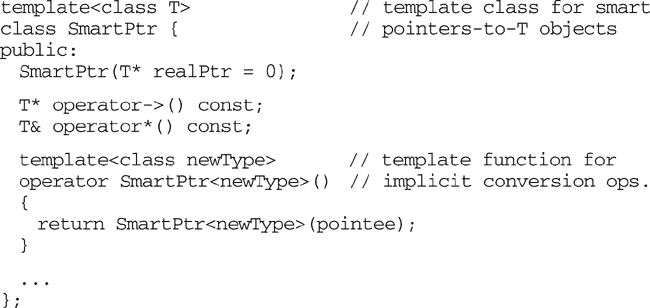 template<class T>             // template class for smart
class SmartPtr {              // pointers-to-T objects
public:
  SmartPtr(T* realPtr = 0);
  T* operator->() const;
  T& operator*() const;
  template<class newType>       // template function for
  operator SmartPtr<newType>()  // implicit conversion ops.
  {
    return SmartPtr<newType>(pointee);
  }
  ...
};